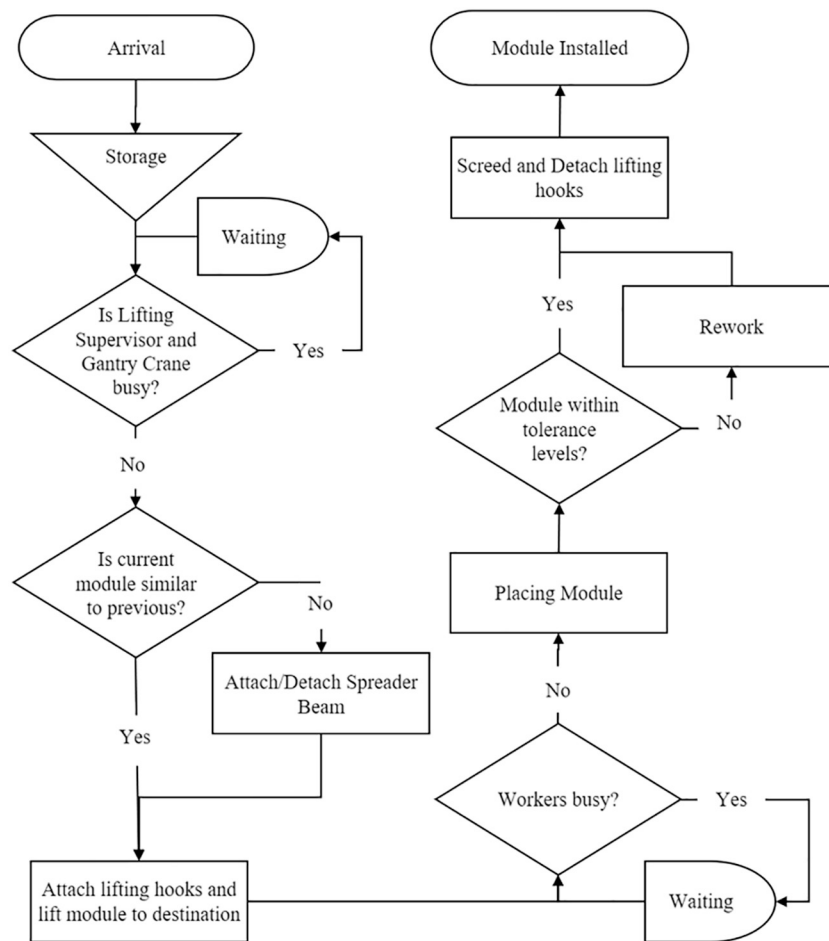 Arrival
Storage
Waiting
Is Lifting
Supervisor and
Gantry Crane
busy?
Yes
No
Is current
module similar
to previous?
No
Attach/Detach Spreader
Beam
Yes
Attach lifting hooks and
lift module to destination
Module Installed
Screed and Detach lifting
hooks
Yes
Rework
Module within
tolerance
levels?
No
Placing Module
No
Workers busy?
Yes
Waiting